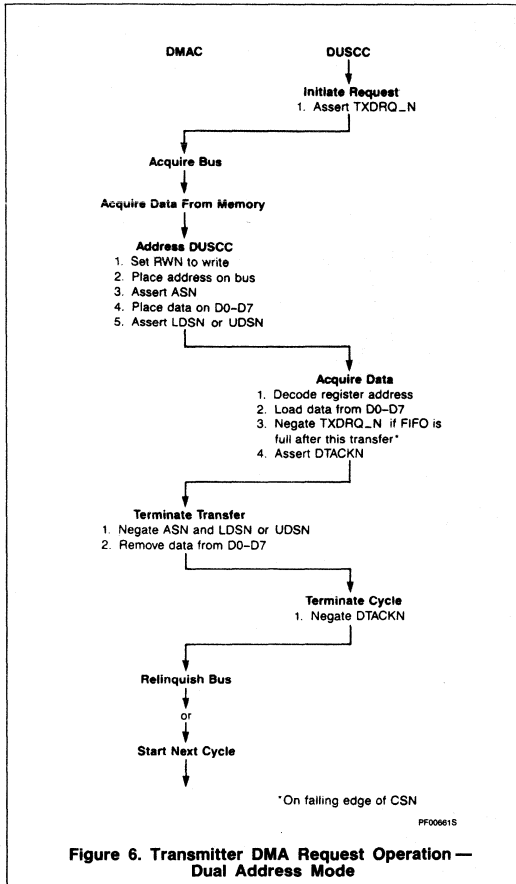 DMAC DUSCC
Initiate Request
1. Assert TXDRQ_N
Acquire Bus
Acquire Data From Memory
Address DUSCC
1. Set RWN to write
2. Place address on bus
3. Assert ASN
4. Place data on D0–D7
5. Assert LDSN or UDSN
Acquire Data
1. Decode register address
2. Load data from D0–D7
3. Negate TXDRQ_N if FIFO is
full after this transfer*
4. Assert DTACKN
Terminate Transfer
1. Negate ASN and LDSN or UDSN
2. Remove data from D0–D7
Terminate Cycle
1. Negate DTACKN
Relinquish Bus
or
Start Next Cycle
*On falling edge of CSN
PF00661S
Figure 6. Transmitter DMA Request Operation —
Dual Address Mode